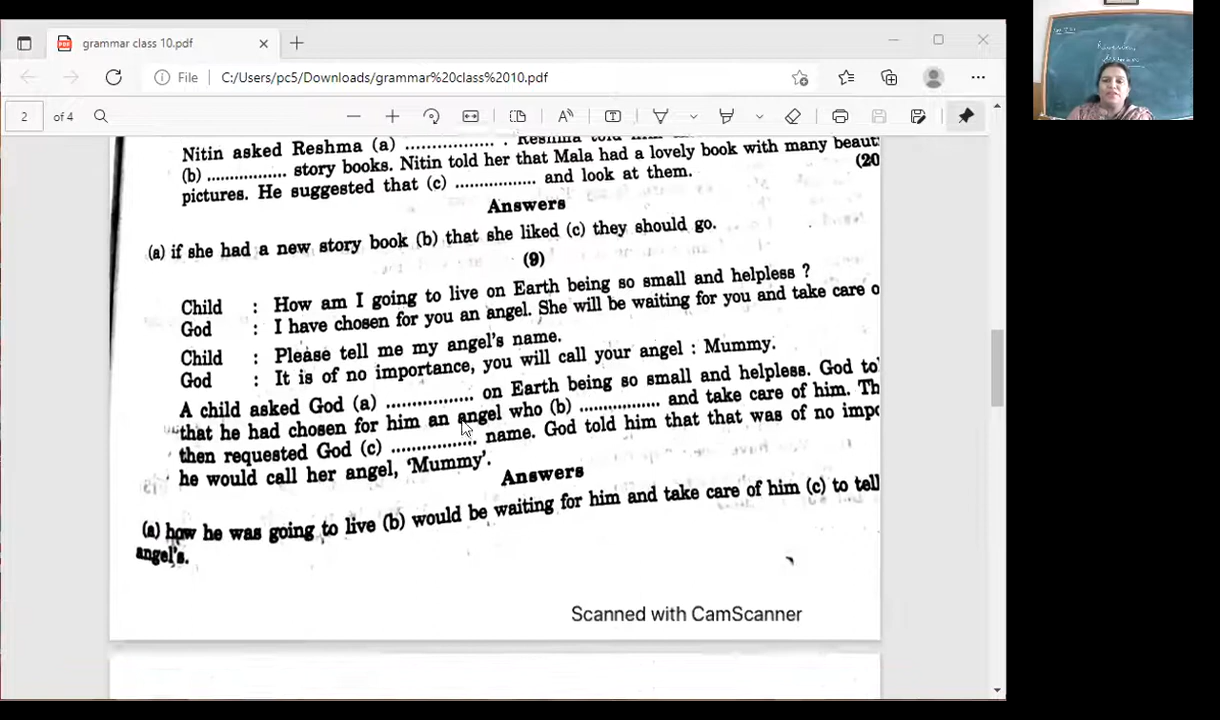 grammar class 10.pdf
File C:/Users/pc5/Downloads/grammar%20class%2010.pdf
2 of 4
Nitin asked Reshma (a) ................. . Reshma told him
(b) ................ story books. Nitin told her that Mala had a lovely book with many beaut
pictures. He suggested that (c) ................ and look at them. (20
Answers
(a) if she had a new story book (b) that she liked (c) they should go.
(9)
Child : How am I going to live on Earth being so small and helpless ?
God : I have chosen for you an angel. She will be waiting for you and take care o
Child : Please tell me my angel's name.
God : It is of no importance, you will call your angel : Mummy.
A child asked God (a) ................. on Earth being so small and helpless. God to
that he had chosen for him an angel who (b) ................ and take care of him. Th
then requested God (c) ................. name. God told him that that was of no impo
he would call her angel, 'Mummy'.
Answers
(a) how he was going to live (b) would be waiting for him and take care of him (c) to tell
angel's.
Scanned with CamScanner